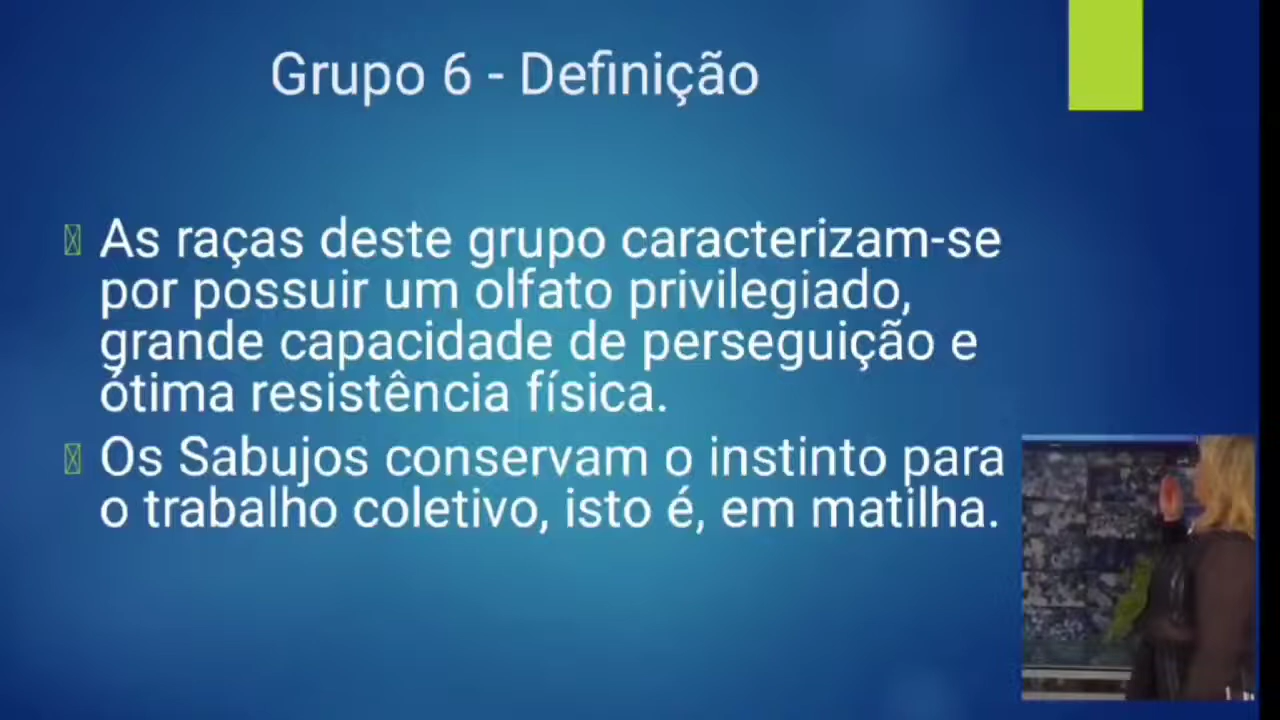 Grupo 6 - Definição
As raças deste grupo caracterizam-se
por possuir um olfato privilegiado,
grande capacidade de perseguição e
ótima resistência física.
Os Sabujos conservam o instinto para
o trabalho coletivo, isto é, em matilha.